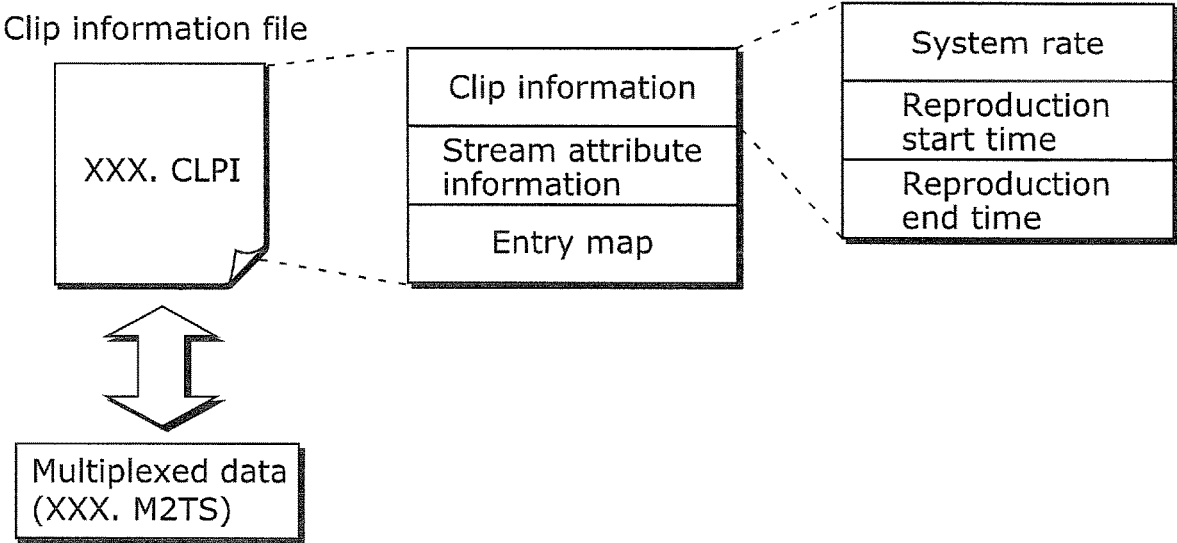 Clip information file
XXX. CLPI
Multiplexed data
(XXX. M2TS)
Clip information
Stream attribute
information
Entry map
System rate
Reproduction
start time
Reproduction
end time